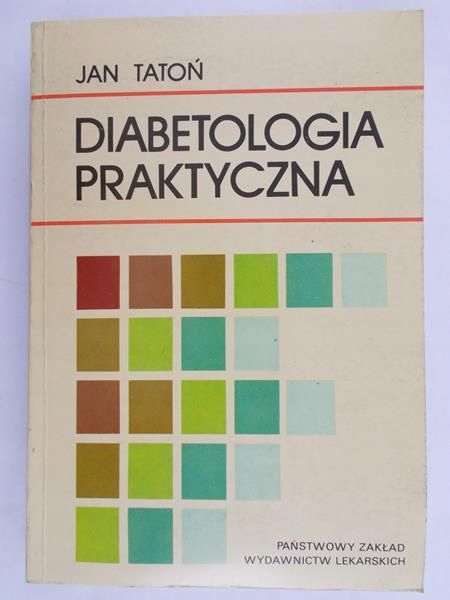 JAN TATOŃ
DIABETOLOGIA
PRAKTYCZNA
PAŃSTWOWY ZAKŁAD
WYDAWNICTW LEKARSKICH